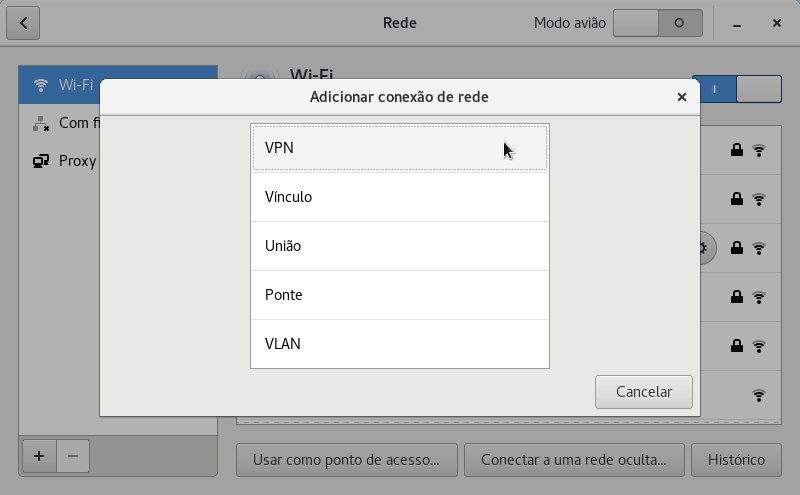 Rede
Modo avião
Wi-Fi
Wi-Fi
Com fi
Proxy
Adicionar conexão de rede
VPN
Vínculo
União
Ponte
VLAN
Cancelar
Usar como ponto de acesso...
Conectar a uma rede oculta...
Histórico